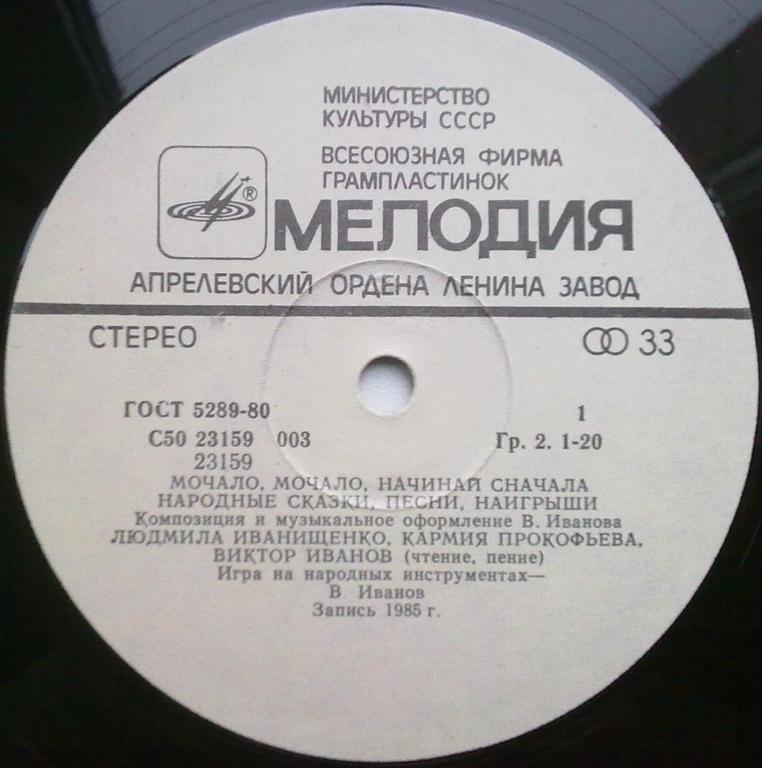 МИНИСТЕРСТВО
КУЛЬТУРЫ СССР
ВСЕСОЮЗНАЯ ФИРМА
ГРАМПЛАСТИНОК
®
МЕЛОДИЯ
АПРЕЛЕВСКИЙ ОРДЕНА ЛЕНИНА ЗАВОД
СТЕРЕО 33
ГОСТ 5289-80 1
С50 23159 003 Гр. 2. 1-20
23159
МОЧАЛО, МОЧАЛО, НАЧИНАЙ СНАЧАЛА
НАРОДНЫЕ СКАЗКИ, ПЕСНИ, НАИГРЫШИ
Композиция и музыкальное оформление В. Иванова
ЛЮДМИЛА ИВАНИЩЕНКО, КАРМИЯ ПРОКОФЬЕВА,
ВИКТОР ИВАНОВ (чтение, пение)
Игра на народных инструментах—
В. Иванов
Запись 1985 г.